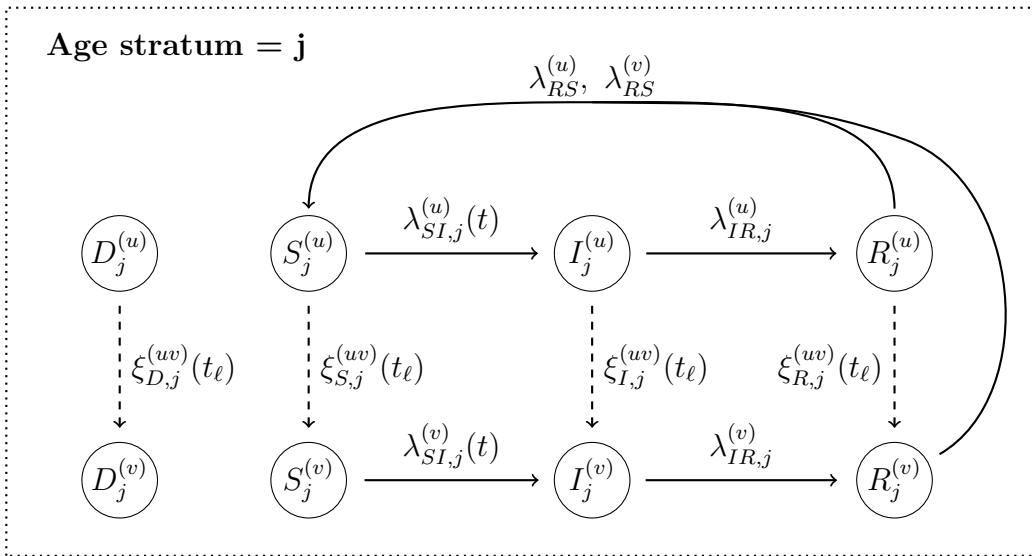 Age stratum = j
λ_{RS}^{(u)}, λ_{RS}^{(v)}
D_j^{(u)} S_j^{(u)} λ_{SI,j}^{(u)}(t) I_j^{(u)} λ_{IR,j}^{(u)} R_j^{(u)}
ξ_{D,j}^{(uv)}(t_ℓ) ξ_{S,j}^{(uv)}(t_ℓ) ξ_{I,j}^{(uv)}(t_ℓ) ξ_{R,j}^{(uv)}(t_ℓ)
D_j^{(v)} S_j^{(v)} λ_{SI,j}^{(v)}(t) I_j^{(v)} λ_{IR,j}^{(v)} R_j^{(v)}